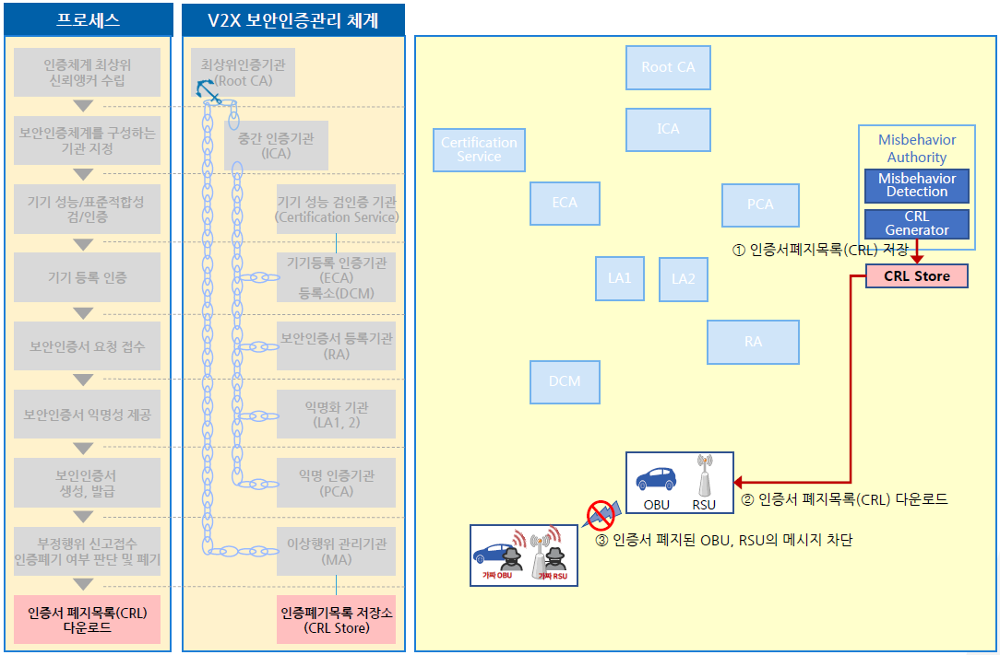 프로세스
인증체계 최상위
신뢰앵커 수립
보안인증체계를 구성하는
기관 지정
기기 성능/표준적합성
검/인증
기기 등록 인증
보안인증서 요청 접수
보안인증서 익명성 제공
보인인증서
생성, 발급
부정행위 신고접수
인증폐기 여부 판단 및 폐기
인증서 폐지목록(CRL)
다운로드
V2X 보안인증관리 체계
최상위인증기관
(Root CA)
중간 인증기관
(ICA)
기기 성능 검인증 기관
(Certification Service)
기기등록 인증기관
(ECA)
등록소(DCM)
보안인증서 등록기관
(RA)
익명화 기관
(LA1, 2)
익명 인증기관
(PCA)
이상행위 관리기관
(MA)
인증폐기목록 저장소
(CRL Store)
Root CA
ICA
Certification
Service
Misbehavior
Authority
Misbehavior
Detection
CRL
Generator
ECA
PCA
① 인증서폐지목록(CRL) 저장
LA1
LA2
CRL Store
RA
DCM
OBU
RSU
② 인증서 폐지목록(CRL) 다운로드
③ 인증서 폐지된 OBU, RSU의 메시지 차단
가짜 OBU
가짜 RSU